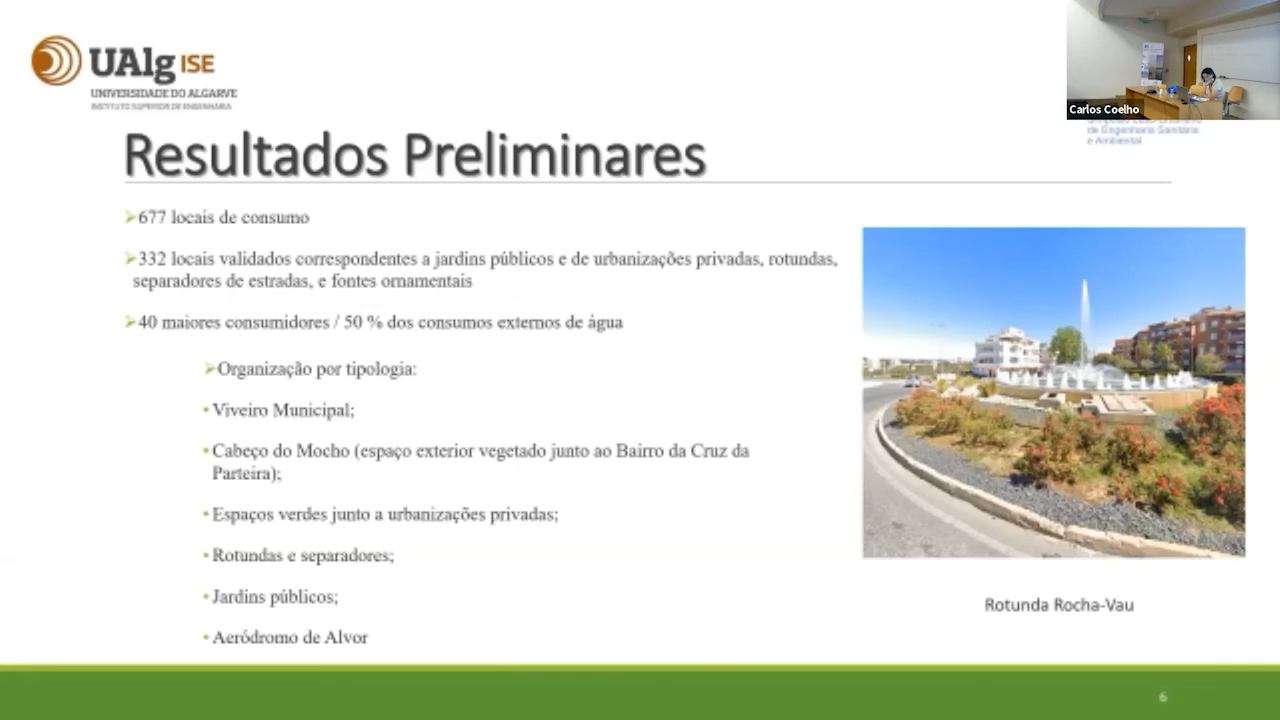 UAlg ISE
UNIVERSIDADE DO ALGARVE
INSTITUTO SUPERIOR DE ENGENHARIA
Carlos Coelho
de Engenharia Sanitária
e Ambiental
Resultados Preliminares
677 locais de consumo
332 locais validados correspondentes a jardins públicos e de urbanizações privadas, rotundas,
separadores de estradas, e fontes ornamentais
40 maiores consumidores / 50 % dos consumos externos de água
Organização por tipologia:
Viveiro Municipal;
Cabeço do Mocho (espaço exterior vegetado junto ao Bairro da Cruz da
Parteira);
Espaços verdes junto a urbanizações privadas;
Rotundas e separadores;
Jardins públicos;
Aeródromo de Alvor
Rotunda Rocha-Vau
6